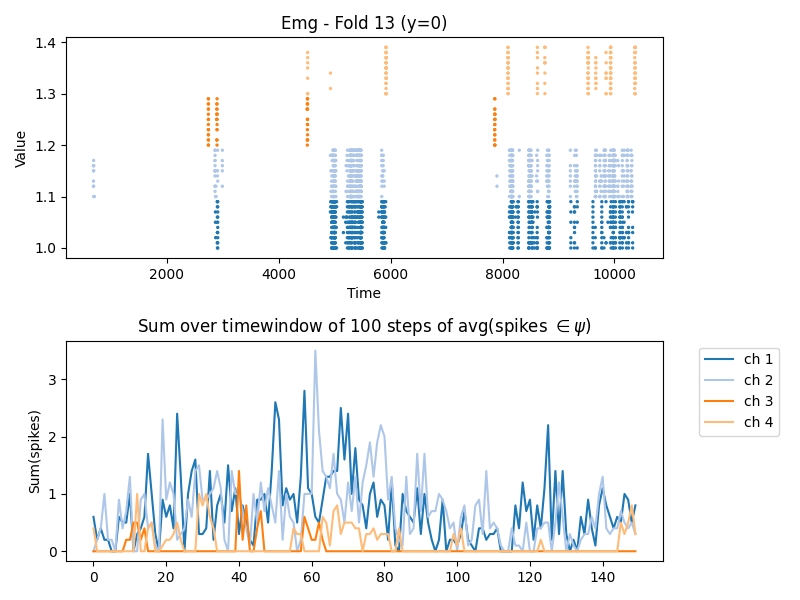 Emg - Fold 13 (y=0)
Value
1.4
1.3
1.2
1.1
1.0
2000 4000 6000 8000 10000
Time
Sum over timewindow of 100 steps of avg(spikes ∈ ψ)
Sum(spikes)
3
2
1
0
0 20 40 60 80 100 120 140
ch 1
ch 2
ch 3
ch 4